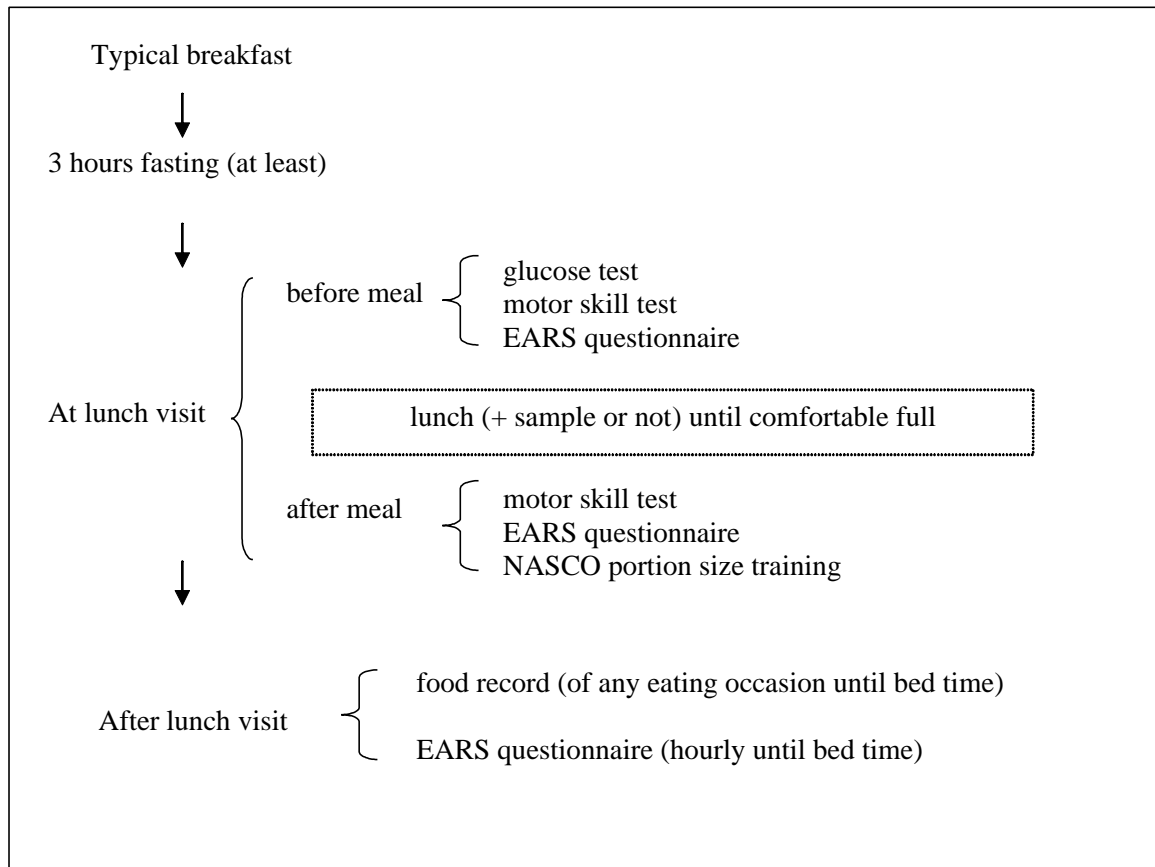 Typical breakfast
3 hours fasting (at least)
At lunch visit
before meal
glucose test
motor skill test
EARS questionnaire
lunch (+ sample or not) until comfortable full
after meal
motor skill test
EARS questionnaire
NASCO portion size training
After lunch visit
food record (of any eating occasion until bed time)
EARS questionnaire (hourly until bed time)